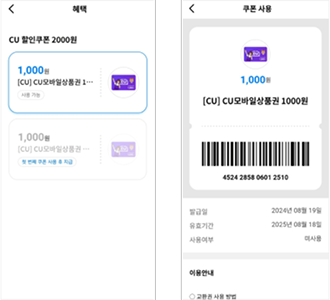 혜택
CU 할인쿠폰 2000원
1,000원
[CU] CU모바일상품권 1…
사용 가능
1,000원
[CU] CU모바일상품권 …
첫 번째 쿠폰 사용 후 지급
쿠폰 사용
1,000원
[CU] CU모바일상품권 1000원
4524 2858 0601 2510
발급일 2024년 08월 19일
유효기간 2025년 08월 18일
사용여부 미사용
이용안내
○ 교환권 사용 방법